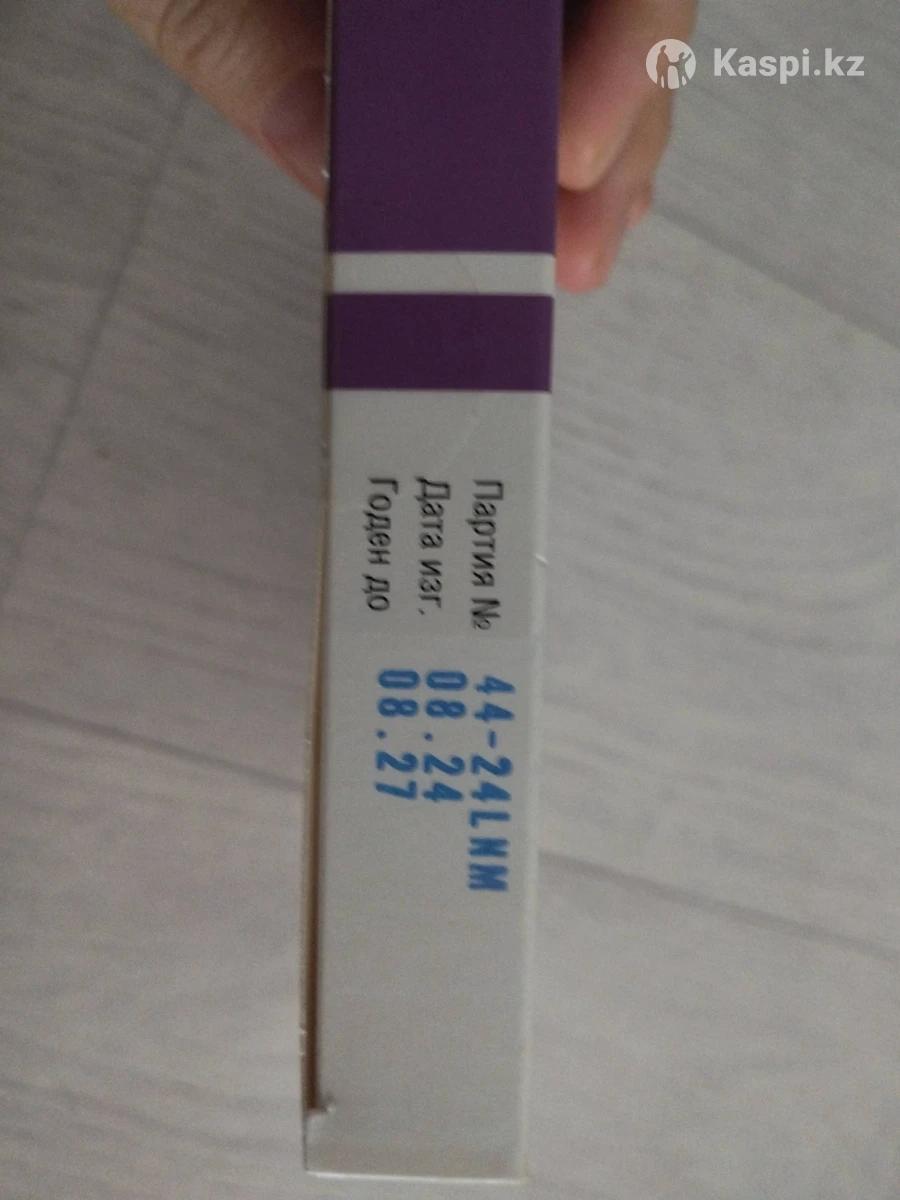 Kaspi.kz
Партия № 44-24LNM
Дата изг. 08.24
Годен до 08.27